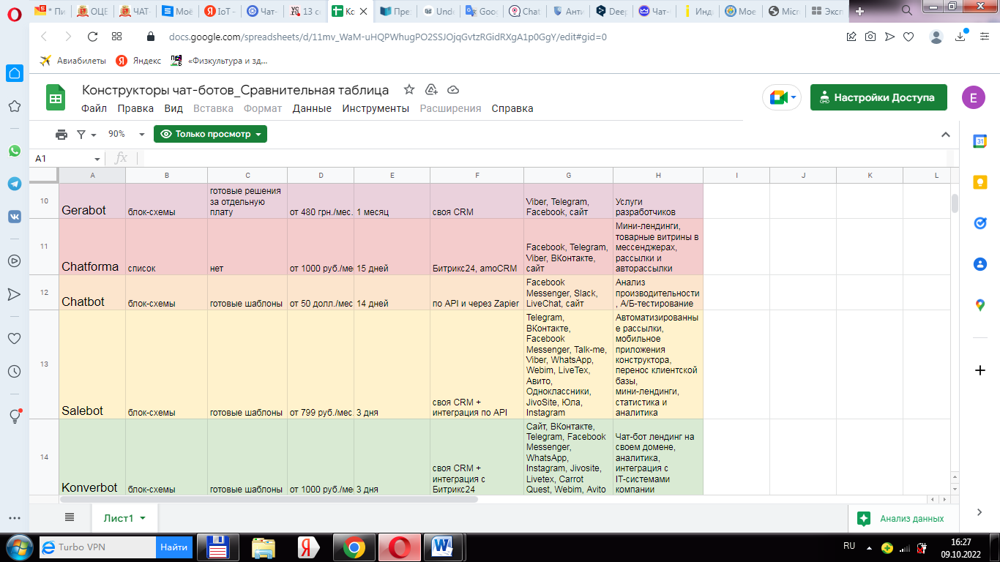 * Пи
ОЦЕ
ЧАТ-
Моё
IoT -
Чат-
13 с
Кс
Пре
Unde
Goo
Chat
Анти
Deep
Чат-
Инди
Мое
Micr
Эксп
docs.google.com/spreadsheets/d/11mv_WaM-uHQPWhugPO2SSJOjqGvtzRGidRXgA1p0GgY/edit#gid=0
Авиабилеты
Яндекс
«Физкультура и зд...
Конструкторы чат-ботов_Сравнительная таблица
Файл Правка Вид Вставка Формат Данные Инструменты Расширения Справка
Настройки Доступа
E
90%
Только просмотр
A1
fx
A B C D E F G H I J K L
10
Gerabot
блок-схемы
готовые решения
за отдельную
плату
от 480 грн./мес.
1 месяц
своя CRM
Viber, Telegram,
Facebook, сайт
Услуги
разработчиков
11
Chatforma
список
нет
от 1000 руб./мес
15 дней
Битрикс24, amoCRM
Facebook, Telegram,
Viber, ВКонтакте,
сайт
Мини-лендинги,
товарные витрины в
мессенджерах,
рассылки и
авторассылки
12
Chatbot
блок-схемы
готовые шаблоны
от 50 долл./мес
14 дней
по API и через Zapier
Facebook
Messenger, Slack,
LiveChat, сайт
Анализ
производительности
, А/Б-тестирование
13
Salebot
блок-схемы
готовые шаблоны
от 799 руб./мес.
3 дня
своя CRM +
интеграция по API
Telegram,
ВКонтакте,
Facebook
Messenger, Talk-me,
Viber, WhatsApp,
Webim, LiveTex,
Авито,
Одноклассники,
JivoSite, Юла,
Instagram
Автоматизированны
е рассылки,
мобильное
приложения
конструктора,
перенос клиентской
базы,
мини-лендинги,
статистика и
аналитика
14
Konverbot
блок-схемы
готовые шаблоны
от 1000 руб./мес
3 дня
своя CRM +
интеграция с
Битрикс24
Сайт, ВКонтакте,
Telegram, Facebook
Messenger,
WhatsApp,
Instagram, Jivosite,
Livetex, Carrot
Quest, Webim, Avito
Чат-бот лендинг на
своем домене,
аналитика,
интеграция с
IT-системами
компании
Лист1
Анализ данных
Turbo VPN
Найти
RU
16:27
09.10.2022